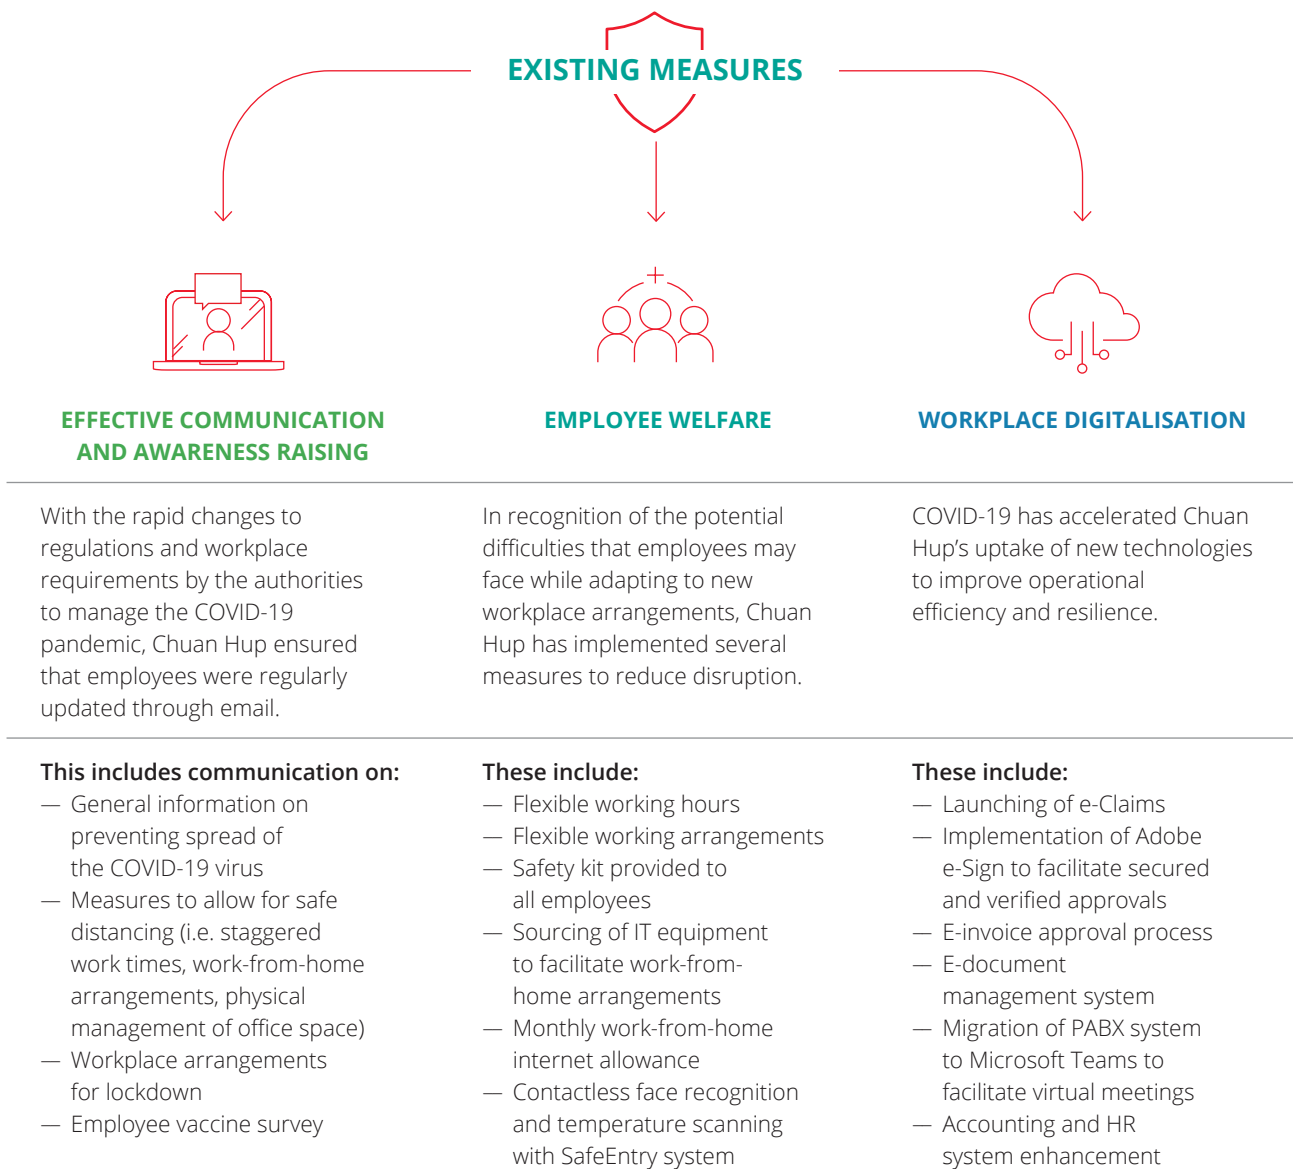 EXISTING MEASURES
EFFECTIVE COMMUNICATION
AND AWARENESS RAISING
With the rapid changes to
regulations and workplace
requirements by the authorities
to manage the COVID-19
pandemic, Chuan Hup ensured
that employees were regularly
updated through email.
This includes communication on:
— General information on
preventing spread of
the COVID-19 virus
— Measures to allow for safe
distancing (i.e. staggered
work times, work-from-home
arrangements, physical
management of office space)
— Workplace arrangements
for lockdown
— Employee vaccine survey
EMPLOYEE WELFARE
In recognition of the potential
difficulties that employees may
face while adapting to new
workplace arrangements, Chuan
Hup has implemented several
measures to reduce disruption.
These include:
— Flexible working hours
— Flexible working arrangements
— Safety kit provided to
all employees
— Sourcing of IT equipment
to facilitate work-from-
home arrangements
— Monthly work-from-home
internet allowance
— Contactless face recognition
and temperature scanning
with SafeEntry system
WORKPLACE DIGITALISATION
COVID-19 has accelerated Chuan
Hup’s uptake of new technologies
to improve operational
efficiency and resilience.
These include:
— Launching of e-Claims
— Implementation of Adobe
e-Sign to facilitate secured
and verified approvals
— E-invoice approval process
— E-document
management system
— Migration of PABX system
to Microsoft Teams to
facilitate virtual meetings
— Accounting and HR
system enhancement